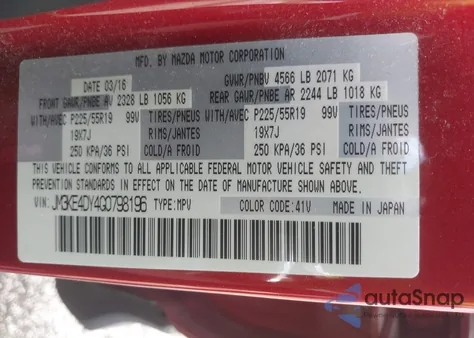 MFD. BY MAZDA MOTOR CORPORATION
DATE 03/16 GVWR/PNBV 4566 LB 2071 KG
FRONT GAWR/PNBE AV 2328 LB 1056 KG REAR GAWR/PNBE AR 2244 LB 1018 KG
WITH/AVEC P225/55R19 99V TIRES/PNEUS WITH/AVEC P225/55R19 99V TIRES/PNEUS
19X7J RIMS/JANTES 19X7J RIMS/JANTES
250 KPA/36 PSI COLD/A FROID 250 KPA/36 PSI COLD/A FROID
THIS VEHICLE CONFORMS TO ALL APPLICABLE FEDERAL MOTOR VEHICLE SAFETY AND THEFT
PREVENTION STANDARDS IN EFFECT ON THE DATE OF MANUFACTURE SHOWN ABOVE.
VIN: JM3KE4DY4G0798196 TYPE: MPV COLOR CODE: 41V MADE IN JAPAN
autoSnap